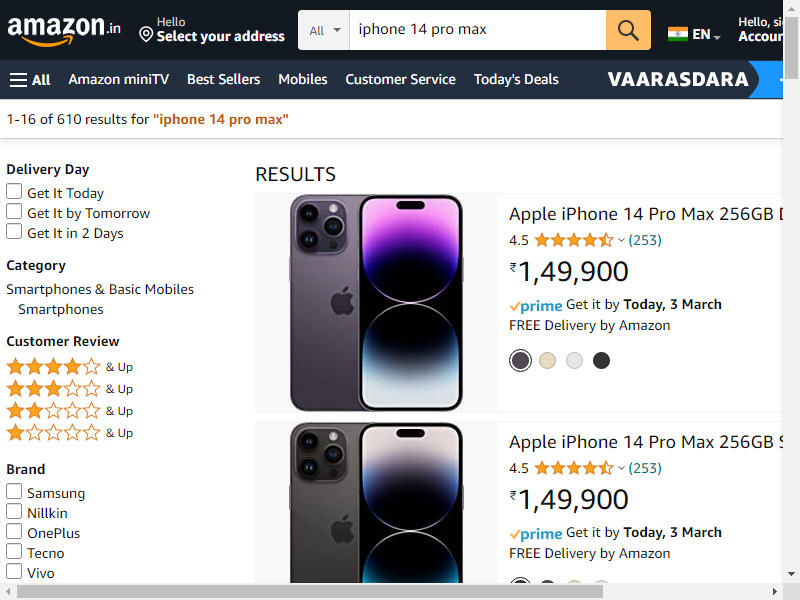 amazon.in
Hello
Select your address
All
iphone 14 pro max
EN
Hello, si
Accoun
All
Amazon miniTV
Best Sellers
Mobiles
Customer Service
Today's Deals
VAARASDARA
1-16 of 610 results for "iphone 14 pro max"
Delivery Day
Get It Today
Get It by Tomorrow
Get It in 2 Days
Category
Smartphones & Basic Mobiles
Smartphones
Customer Review
& Up
& Up
& Up
& Up
Brand
Samsung
Nillkin
OnePlus
Tecno
Vivo
RESULTS
Apple iPhone 14 Pro Max 256GB
4.5 (253)
₹1,49,900
prime Get it by Today, 3 March
FREE Delivery by Amazon
Apple iPhone 14 Pro Max 256GB
4.5 (253)
₹1,49,900
prime Get it by Today, 3 March
FREE Delivery by Amazon